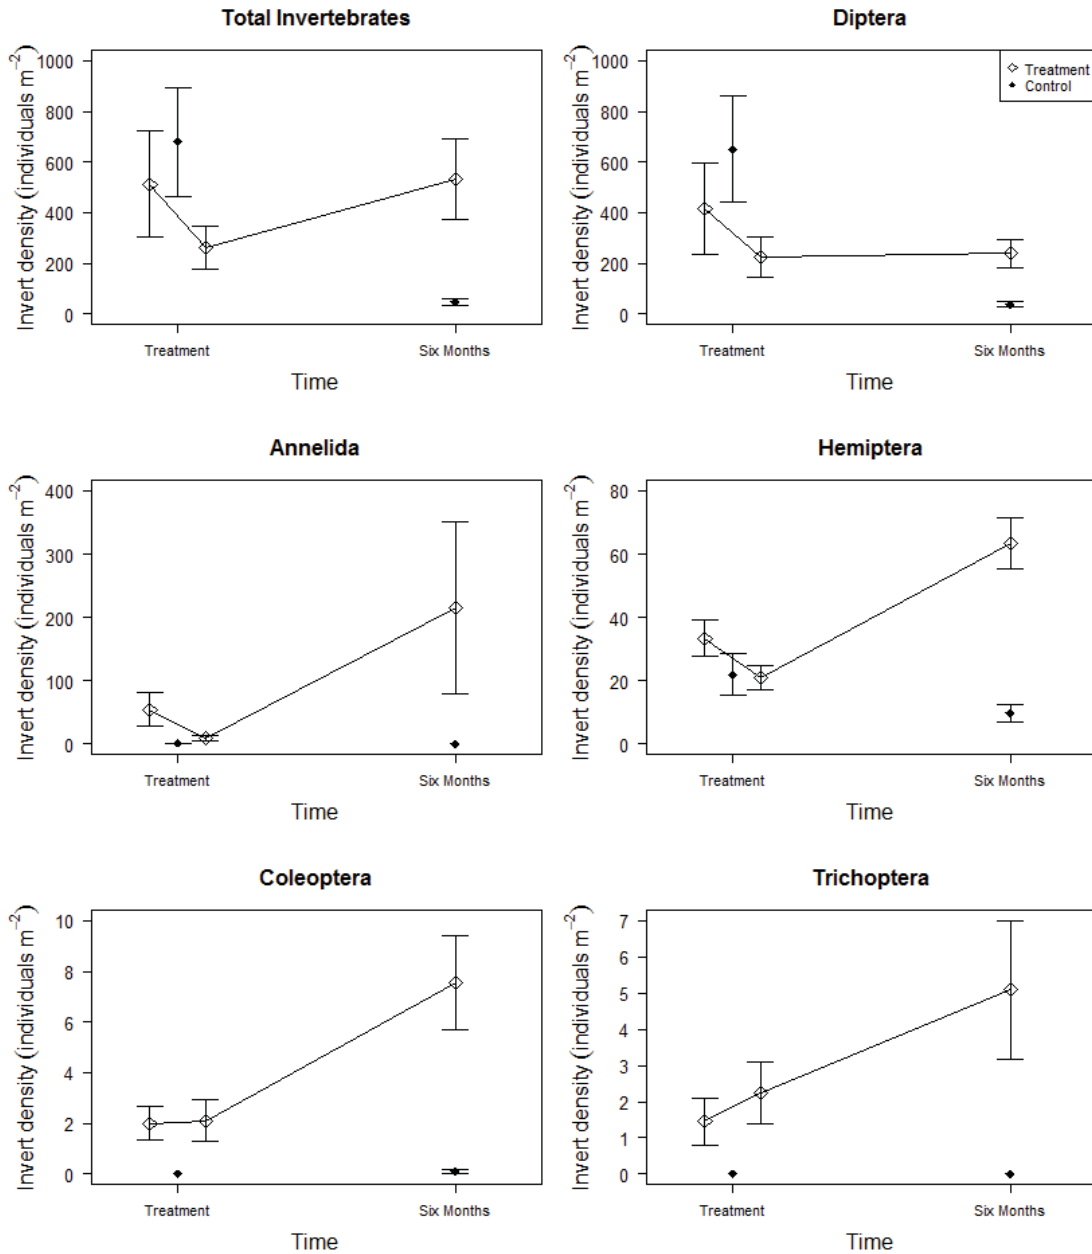 Total Invertebrates
Invert density (individuals m⁻²)
1000
800
600
400
200
0
Treatment
Six Months
Time
Diptera
Invert density (individuals m⁻²)
1000
800
600
400
200
0
Treatment
Control
Treatment
Six Months
Time
Annelida
Invert density (individuals m⁻²)
400
300
200
100
0
Treatment
Six Months
Time
Hemiptera
Invert density (individuals m⁻²)
80
60
40
20
0
Treatment
Six Months
Time
Coleoptera
Invert density (individuals m⁻²)
10
8
6
4
2
0
Treatment
Six Months
Time
Trichoptera
Invert density (individuals m⁻²)
7
6
5
4
3
2
1
0
Treatment
Six Months
Time